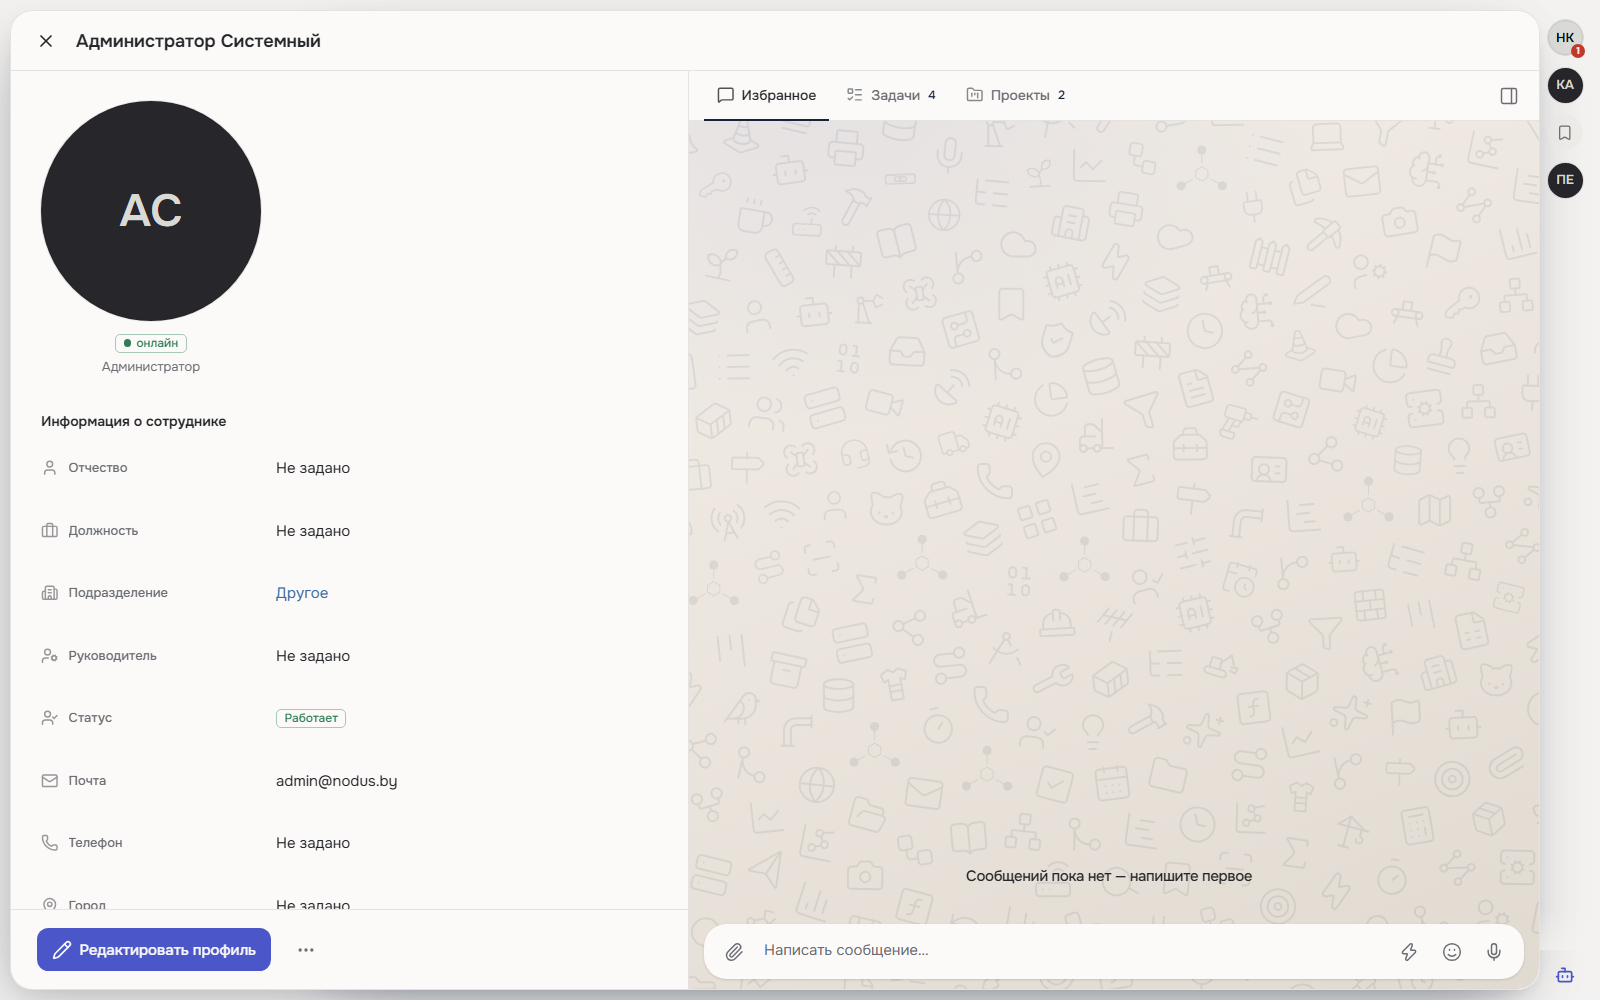 Администратор Системный
АС
онлайн
Администратор
Информация о сотруднике
Отчество Не задано
Должность Не задано
Подразделение Другое
Руководитель Не задано
Статус Работает
Почта admin@nodus.by
Телефон Не задано
Город Не задано
Редактировать профиль
Избранное Задачи 4 Проекты 2
Сообщений пока нет — напишите первое
Написать сообщение...
НК
1
КА
ПЕ